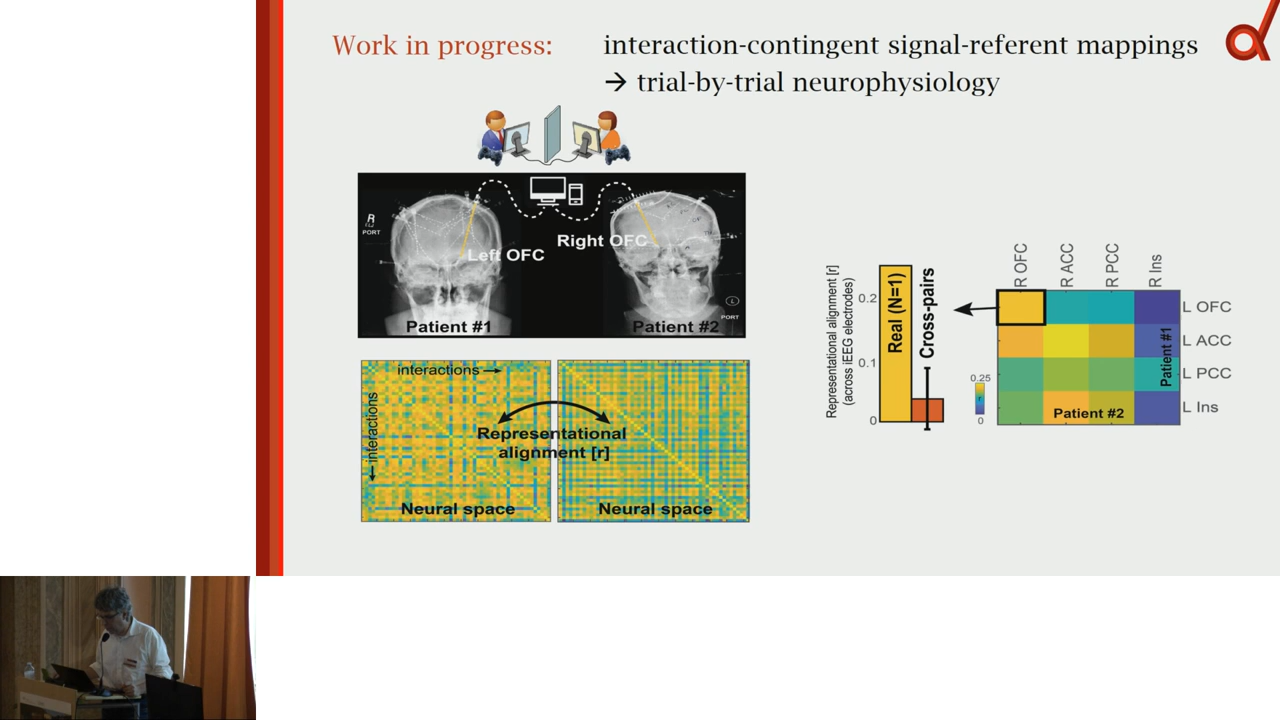 Work in progress: interaction-contingent signal-referent mappings
→ trial-by-trial neurophysiology
R
PORT
Left OFC
Right OFC
L
PORT
Patient #1
Patient #2
interactions →
← interactions
Representational
alignment [r]
Neural space
Neural space
Representational alignment [r]
(across iEEG electrodes)
0.2
0.1
0
Real (N=1)
Cross-pairs
R OFC
R ACC
R PCC
R Ins
L OFC
L ACC
L PCC
L Ins
Patient #1
Patient #2
0.25
r
0